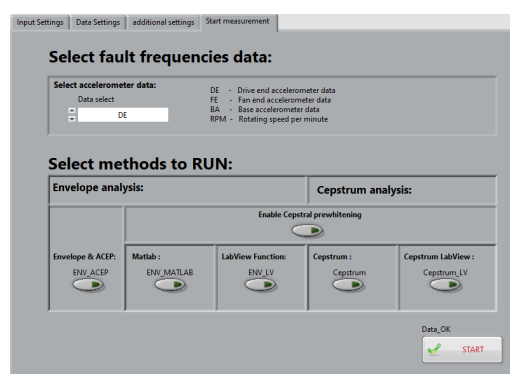 Input Settings Data Settings additional settings Start measurement
Select fault frequencies data:
Select accelerometer data:
Data select
DE
DE - Drive end accelerometer data
FE - Fan end accelerometer data
BA - Base accelerometer data
RPM - Rotating speed per minute
Select methods to RUN:
Envelope analysis: Cepstrum analysis:
Enable Cepstral prewhitening
Envelope & ACEP: Matlab : LabView Function: Cepstrum : Cepstrum LabView :
ENV_ACEP ENV_MATLAB ENV_LV Cepstrum Cepstrum_LV
Data_OK
START